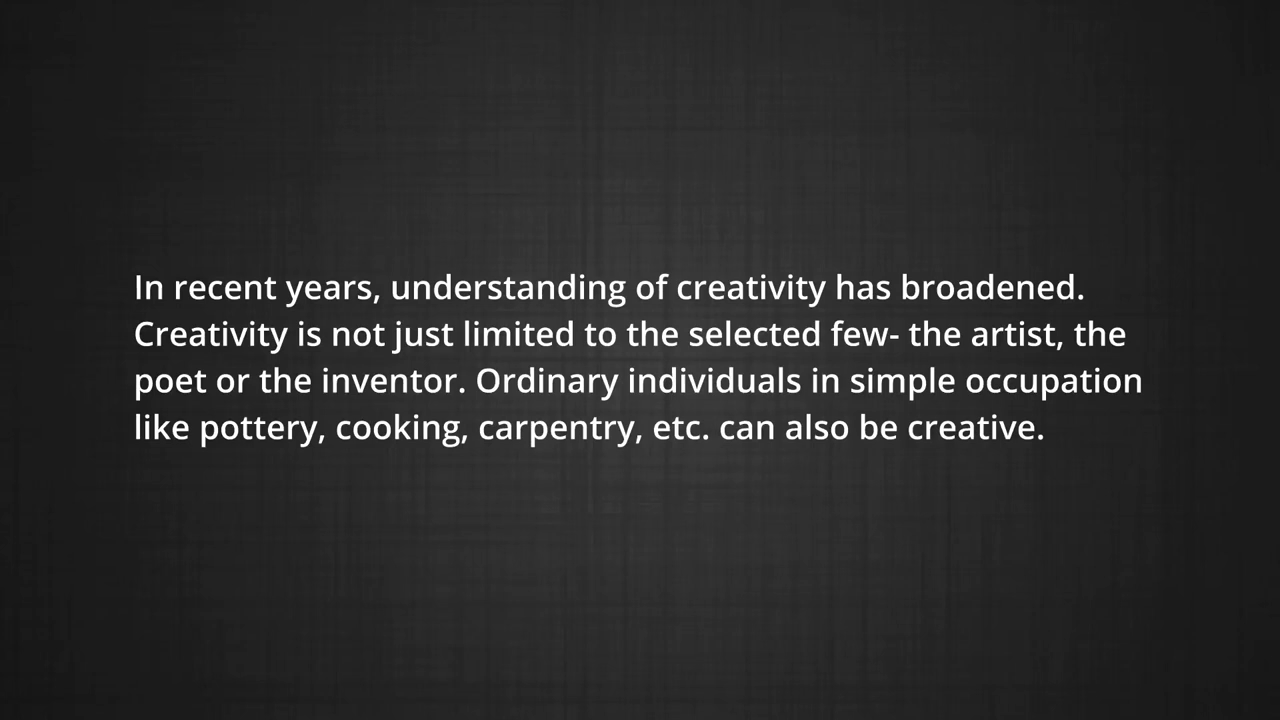 In recent years, understanding of creativity has broadened.
Creativity is not just limited to the selected few- the artist, the
poet or the inventor. Ordinary individuals in simple occupation
like pottery, cooking, carpentry, etc. can also be creative.